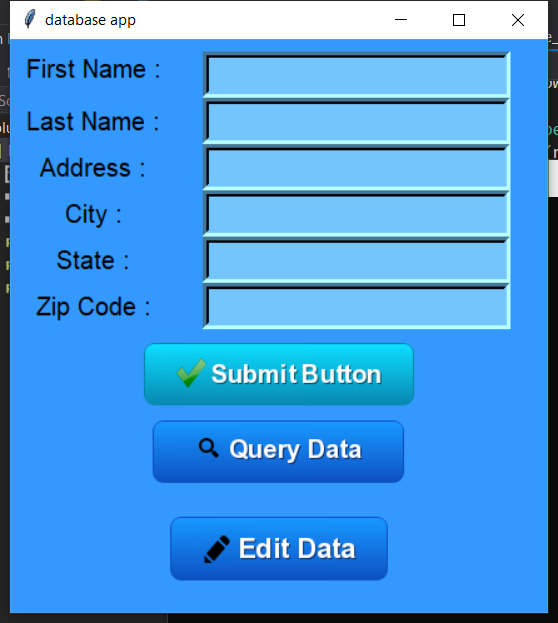 database app
First Name :
Last Name :
Address :
City :
State :
Zip Code :
Submit Button
Query Data
Edit Data